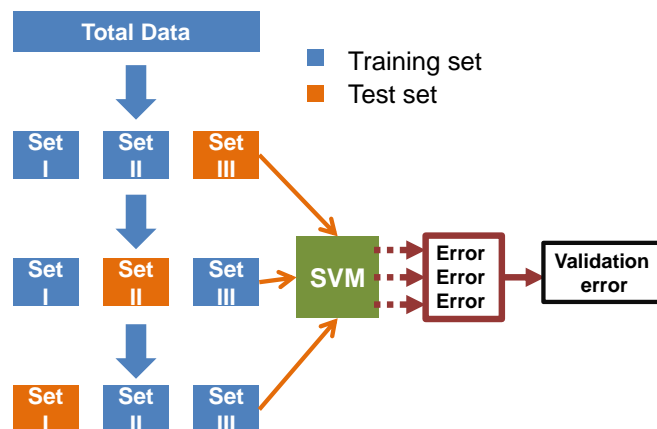 Total Data
Training set
Test set
Set
I
Set
II
Set
III
Set
I
Set
II
Set
III
SVM
Error
Error
Error
Validation
error
Set
I
Set
II
Set
III